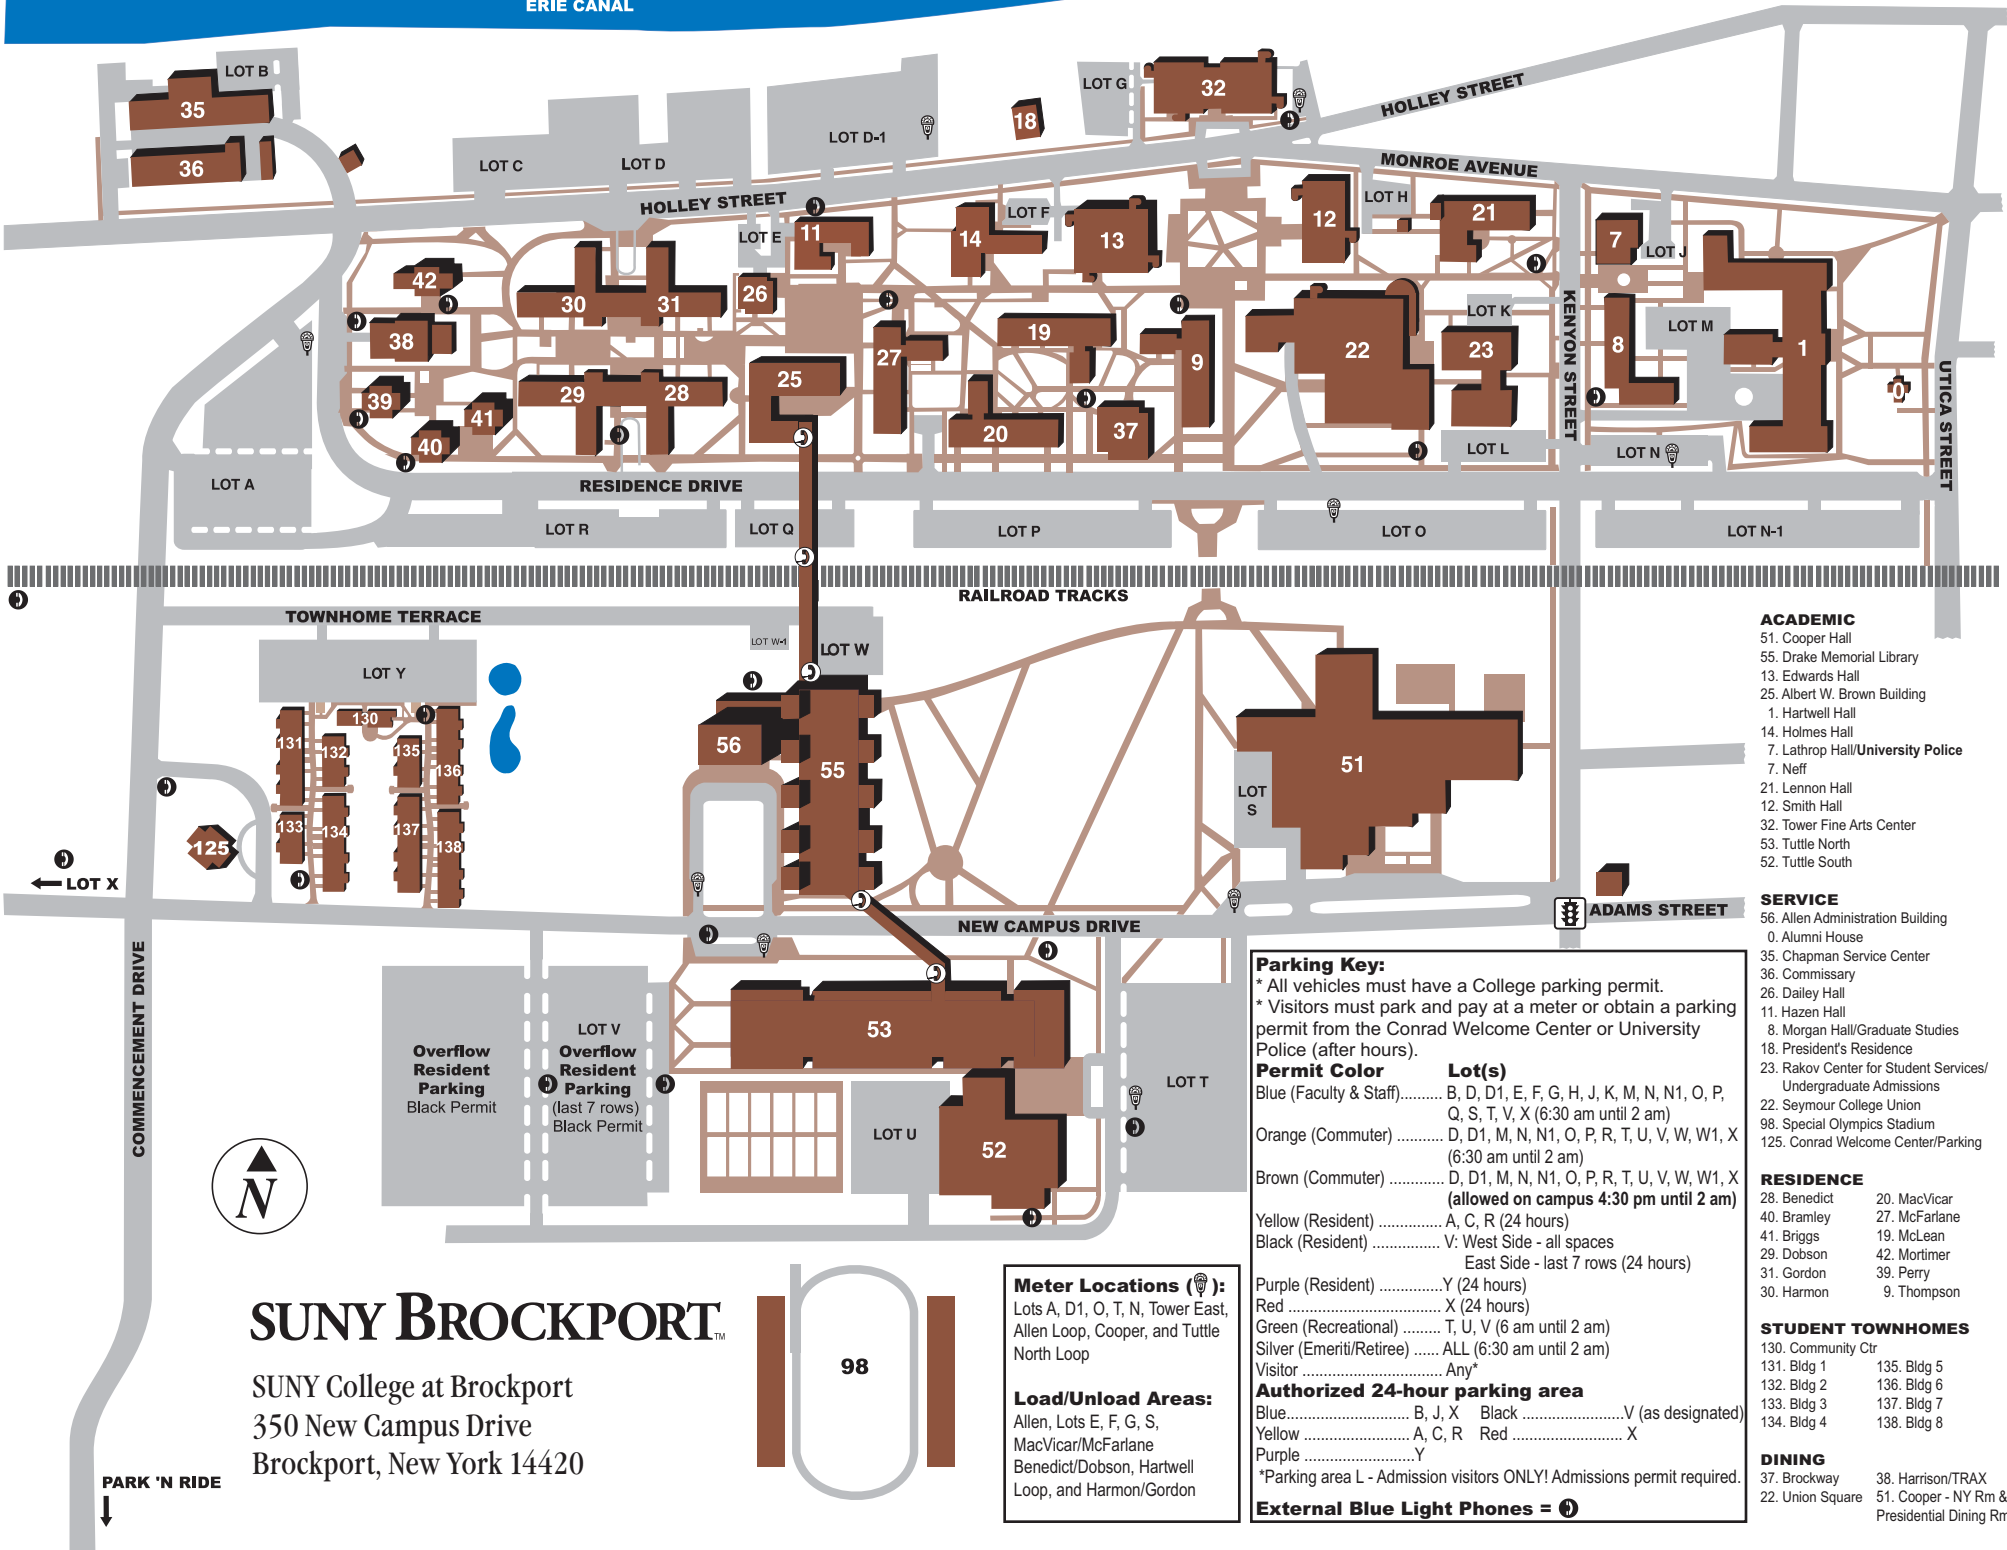 ERIE CANAL
LOT B
35
36
LOT C
LOT D
LOT D-1
18
LOT G
32
HOLLEY STREET
MONROE AVENUE
HOLLEY STREET
LOT E
11
14
LOT F
13
12
LOT H
21
7
LOT J
42
30
31
26
38
19
27
9
22
LOT K
23
KENYON STREET
8
LOT M
1
0
UTICA STREET
39
41
40
29
28
25
20
37
LOT L
LOT N
LOT A
RESIDENCE DRIVE
LOT R
LOT Q
LOT P
LOT O
LOT N-1
RAILROAD TRACKS
TOWNHOME TERRACE
LOT W-1
LOT W
LOT Y
130
131
132
135
136
133
134
137
138
125
56
55
51
LOT
S
LOT X
NEW CAMPUS DRIVE
ADAMS STREET
COMMENCEMENT DRIVE
Overflow
Resident
Parking
Black Permit
LOT V
Overflow
Resident
Parking
(last 7 rows)
Black Permit
53
LOT T
LOT U
52
N
98
PARK 'N RIDE
SUNY BROCKPORT TM
SUNY College at Brockport
350 New Campus Drive
Brockport, New York 14420
Meter Locations ( ):
Lots A, D1, O, T, N, Tower East,
Allen Loop, Cooper, and Tuttle
North Loop
Load/Unload Areas:
Allen, Lots E, F, G, S,
MacVicar/McFarlane
Benedict/Dobson, Hartwell
Loop, and Harmon/Gordon
Parking Key:
* All vehicles must have a College parking permit.
* Visitors must park and pay at a meter or obtain a parking
permit from the Conrad Welcome Center or University
Police (after hours).
Permit Color Lot(s)
Blue (Faculty & Staff).......... B, D, D1, E, F, G, H, J, K, M, N, N1, O, P,
Q, S, T, V, X (6:30 am until 2 am)
Orange (Commuter) ........... D, D1, M, N, N1, O, P, R, T, U, V, W, W1, X
(6:30 am until 2 am)
Brown (Commuter) ............. D, D1, M, N, N1, O, P, R, T, U, V, W, W1, X
(allowed on campus 4:30 pm until 2 am)
Yellow (Resident) ............... A, C, R (24 hours)
Black (Resident) ................ V: West Side - all spaces
East Side - last 7 rows (24 hours)
Purple (Resident) ...............Y (24 hours)
Red .................................... X (24 hours)
Green (Recreational) ......... T, U, V (6 am until 2 am)
Silver (Emeriti/Retiree) ...... ALL (6:30 am until 2 am)
Visitor ................................. Any*
Authorized 24-hour parking area
Blue............................. B, J, X Black ........................V (as designated)
Yellow ......................... A, C, R Red .......................... X
Purple ..........................Y
*Parking area L - Admission visitors ONLY! Admissions permit required.
External Blue Light Phones =
ACADEMIC
51. Cooper Hall
55. Drake Memorial Library
13. Edwards Hall
25. Albert W. Brown Building
1. Hartwell Hall
14. Holmes Hall
7. Lathrop Hall/University Police
7. Neff
21. Lennon Hall
12. Smith Hall
32. Tower Fine Arts Center
53. Tuttle North
52. Tuttle South
SERVICE
56. Allen Administration Building
0. Alumni House
35. Chapman Service Center
36. Commissary
26. Dailey Hall
11. Hazen Hall
8. Morgan Hall/Graduate Studies
18. President's Residence
23. Rakov Center for Student Services/
Undergraduate Admissions
22. Seymour College Union
98. Special Olympics Stadium
125. Conrad Welcome Center/Parking
RESIDENCE
28. Benedict 20. MacVicar
40. Bramley 27. McFarlane
41. Briggs 19. McLean
29. Dobson 42. Mortimer
31. Gordon 39. Perry
30. Harmon 9. Thompson
STUDENT TOWNHOMES
130. Community Ctr
131. Bldg 1 135. Bldg 5
132. Bldg 2 136. Bldg 6
133. Bldg 3 137. Bldg 7
134. Bldg 4 138. Bldg 8
DINING
37. Brockway 38. Harrison/TRAX
22. Union Square 51. Cooper - NY Rm &
Presidential Dining Rm